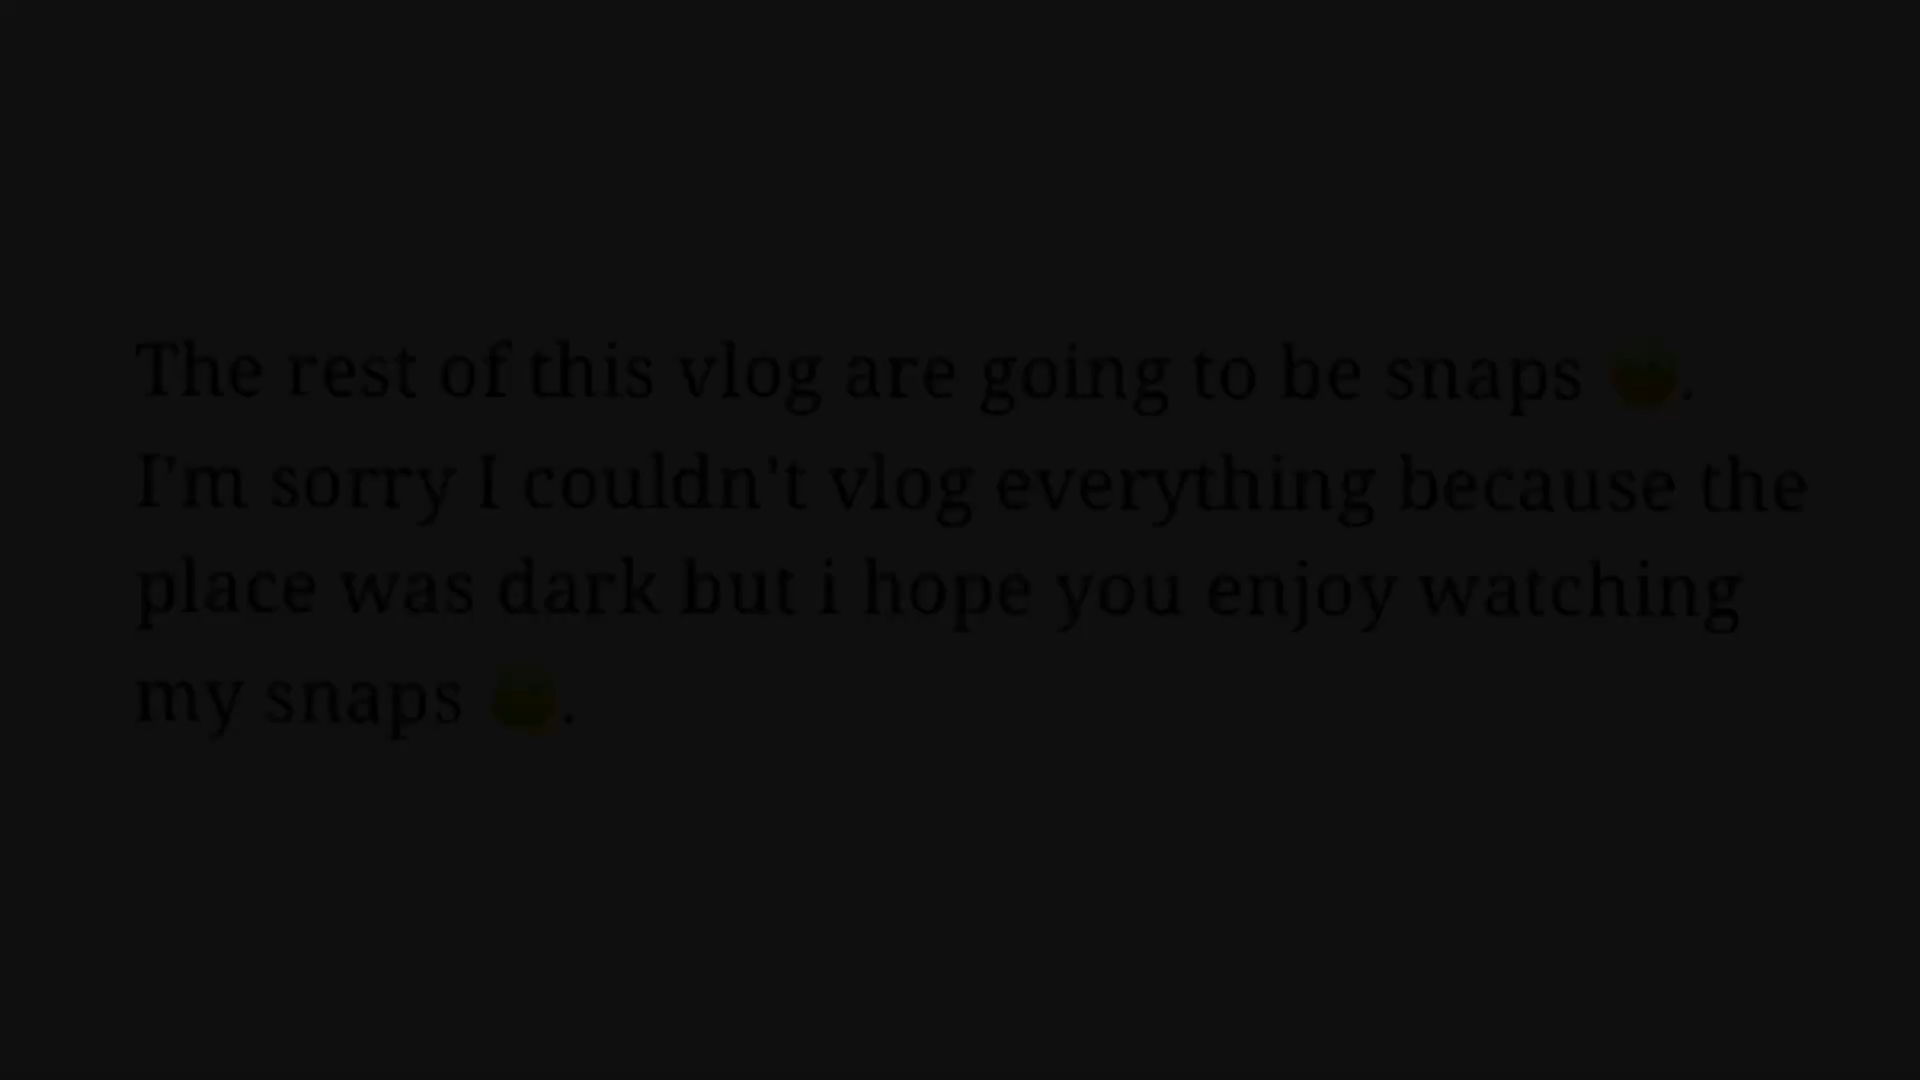 The rest of this vlog are going to be snaps .
I'm sorry I couldn't vlog everything because the
place was dark but i hope you enjoy watching
my snaps .